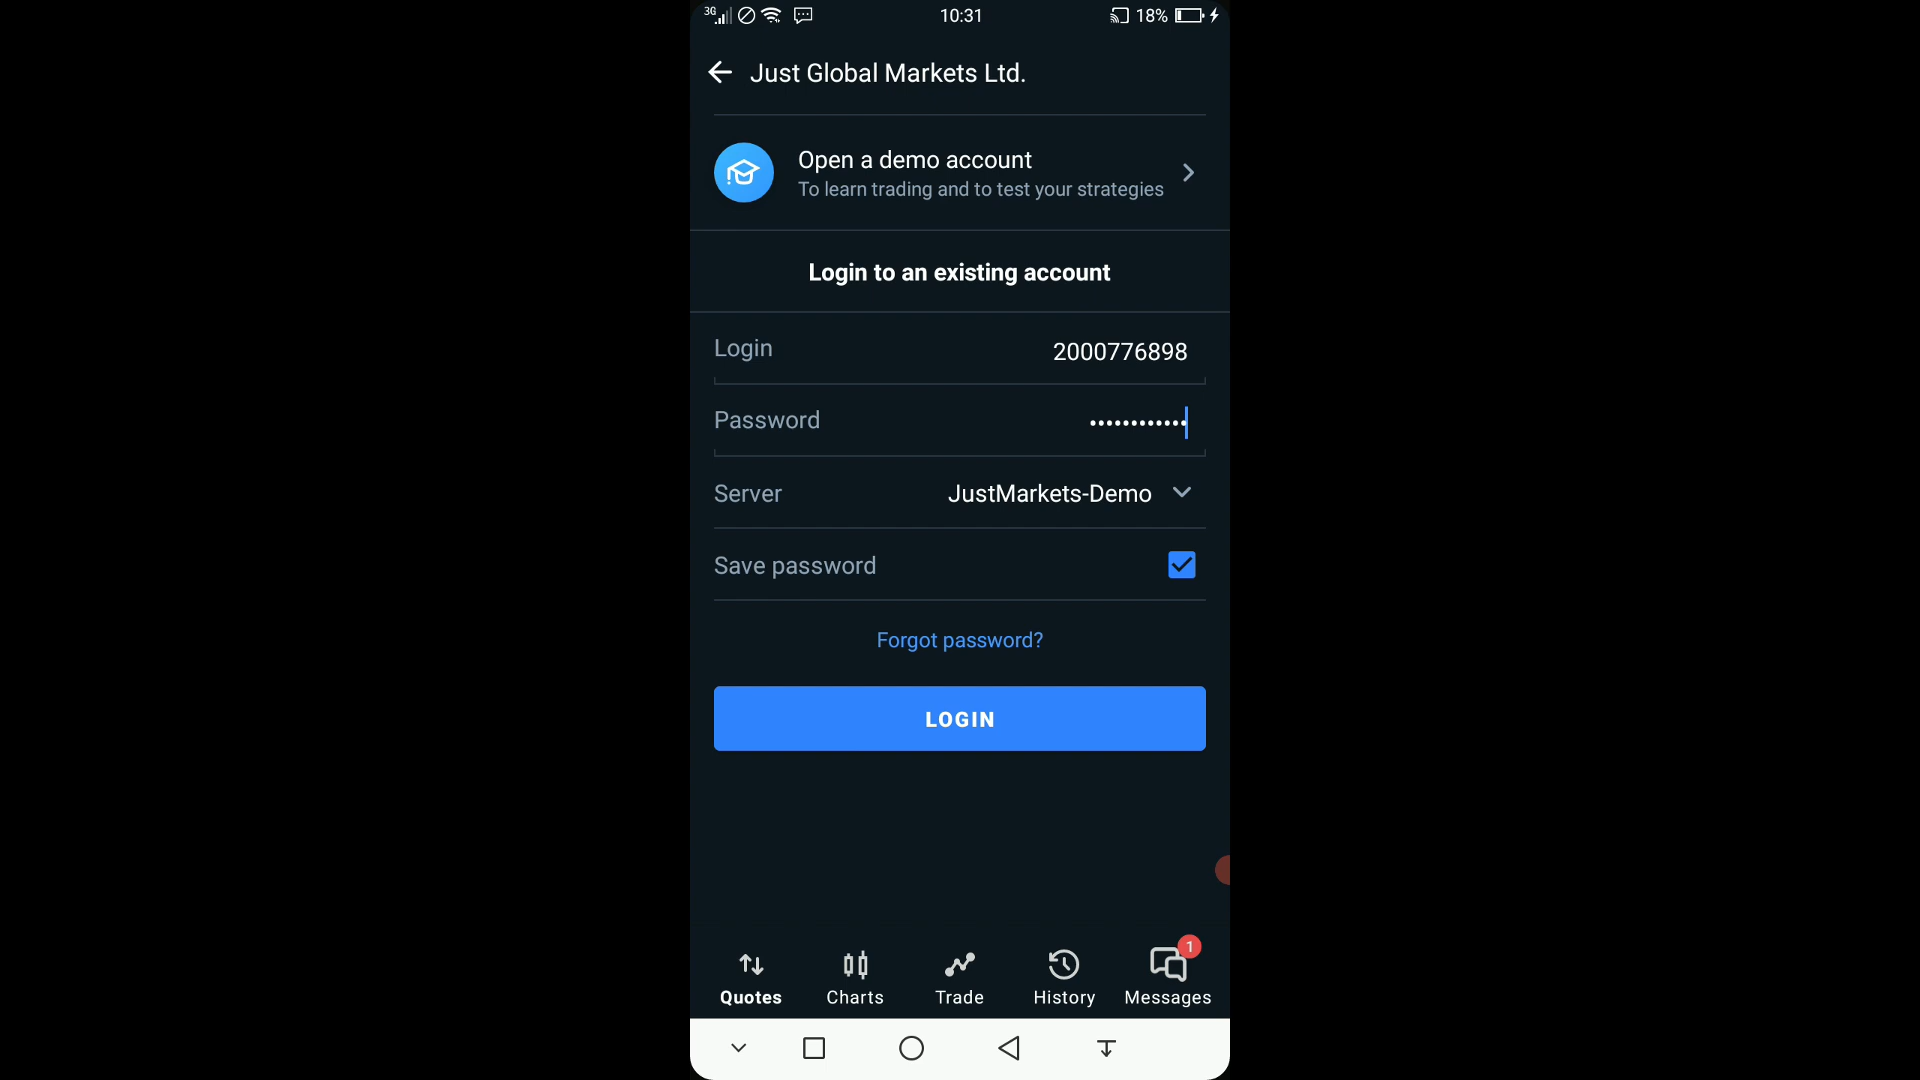 3G
10:31
18%
Just Global Markets Ltd.
Open a demo account
To learn trading and to test your strategies
Login to an existing account
Login 2000776898
Password ••••••••••••
Server JustMarkets-Demo
Save password
Forgot password?
LOGIN
1
Quotes Charts Trade History Messages